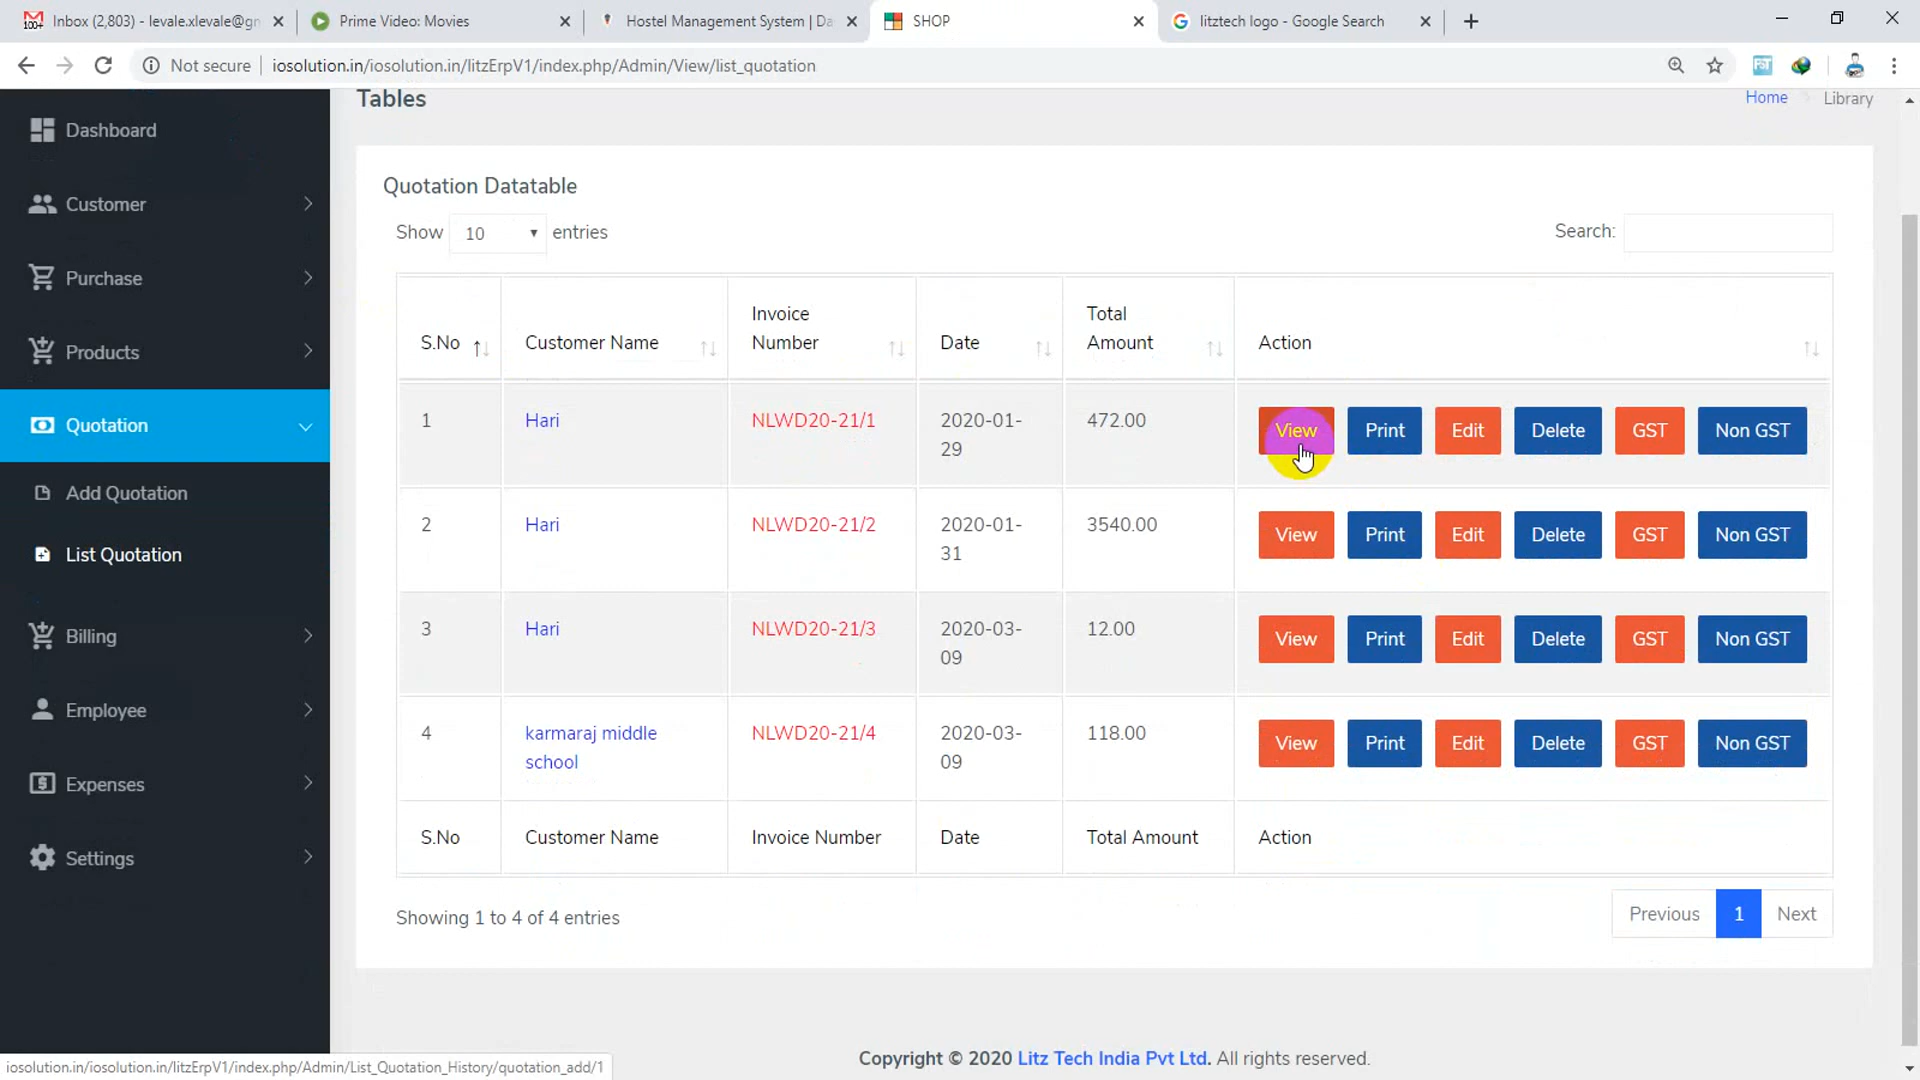 Inbox (2,803) - levale.xlevale@gn
Prime Video: Movies
Hostel Management System | Da
SHOP
litztech logo - Google Search
Not secure
iosolution.in/iosolution.in/litzErpV1/index.php/Admin/View/list_quotation
Tables
Home
Library
Dashboard
Customer
Purchase
Products
Quotation
Add Quotation
List Quotation
Billing
Employee
Expenses
Settings
Quotation Datatable
Show 10 entries
Search:
S.No Customer Name Invoice Number Date Total Amount Action
1 Hari NLWD20-21/1 2020-01-29 472.00 View Print Edit Delete GST Non GST
2 Hari NLWD20-21/2 2020-01-31 3540.00 View Print Edit Delete GST Non GST
3 Hari NLWD20-21/3 2020-03-09 12.00 View Print Edit Delete GST Non GST
4 karmaraj middle school NLWD20-21/4 2020-03-09 118.00 View Print Edit Delete GST Non GST
S.No Customer Name Invoice Number Date Total Amount Action
Showing 1 to 4 of 4 entries
Previous 1 Next
Copyright © 2020 Litz Tech India Pvt Ltd. All rights reserved.
iosolution.in/iosolution.in/litzErpV1/index.php/Admin/List_Quotation_History/quotation_add/1